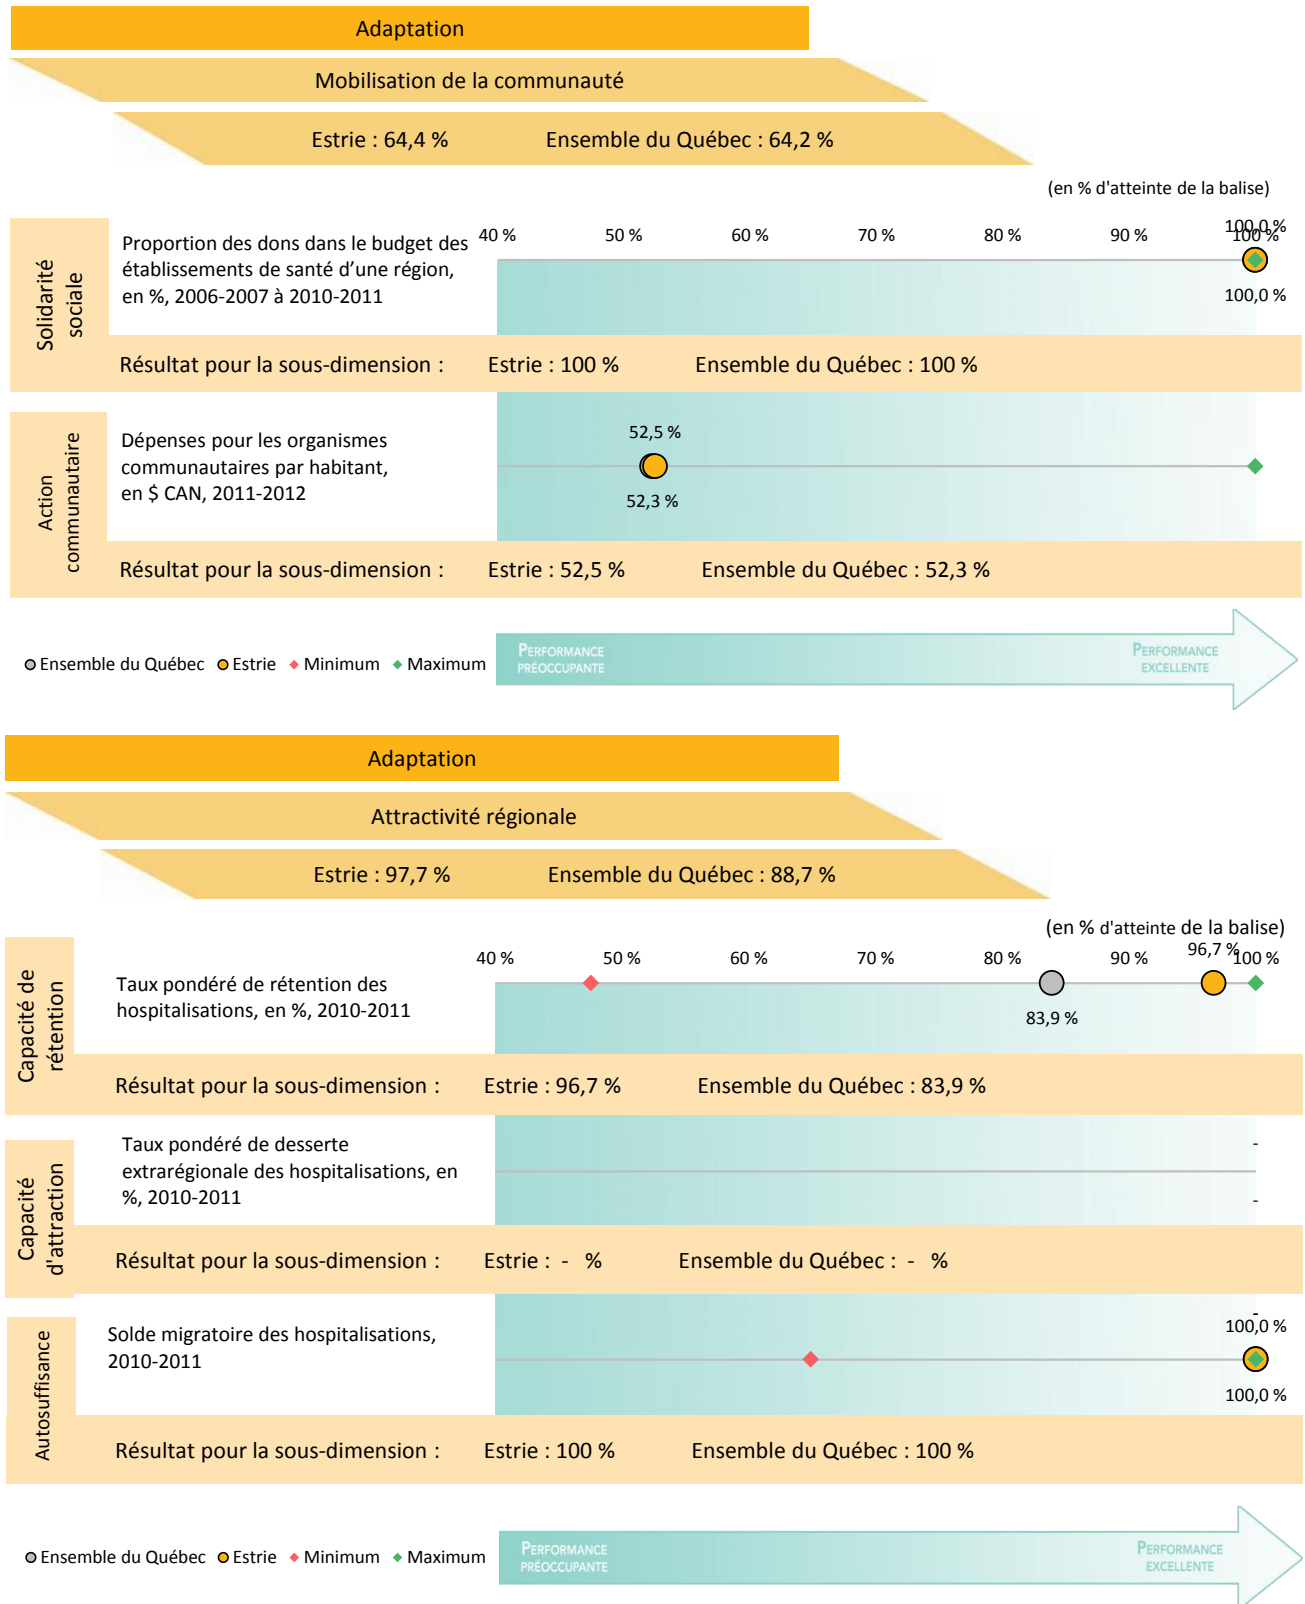 Adaptation
Mobilisation de la communauté
Estrie : 64,4 % Ensemble du Québec : 64,2 %
(en % d'atteinte de la balise)
40 % 50 % 60 % 70 % 80 % 90 % 100 %
100,0 %
Solidarité
sociale
Proportion des dons dans le budget des
établissements de santé d’une région,
en %, 2006-2007 à 2010-2011
100,0 %
Résultat pour la sous-dimension : Estrie : 100 % Ensemble du Québec : 100 %
Action
communautaire
Dépenses pour les organismes
communautaires par habitant,
en $ CAN, 2011-2012
52,5 %
52,3 %
Résultat pour la sous-dimension : Estrie : 52,5 % Ensemble du Québec : 52,3 %
Ensemble du Québec Estrie Minimum Maximum
PERFORMANCE
PRÉOCCUPANTE
PERFORMANCE
EXCELLENTE
Adaptation
Attractivité régionale
Estrie : 97,7 % Ensemble du Québec : 88,7 %
(en % d'atteinte de la balise)
40 % 50 % 60 % 70 % 80 % 90 % 100 %
96,7 %
Capacité de
rétention
Taux pondéré de rétention des
hospitalisations, en %, 2010-2011
83,9 %
Résultat pour la sous-dimension : Estrie : 96,7 % Ensemble du Québec : 83,9 %
Capacité
d'attraction
Taux pondéré de desserte
extrarégionale des hospitalisations, en
%, 2010-2011
-
-
Résultat pour la sous-dimension : Estrie : - % Ensemble du Québec : - %
Autosuffisance
Solde migratoire des hospitalisations,
2010-2011
-
100,0 %
100,0 %
Résultat pour la sous-dimension : Estrie : 100 % Ensemble du Québec : 100 %
Ensemble du Québec Estrie Minimum Maximum
PERFORMANCE
PRÉOCCUPANTE
PERFORMANCE
EXCELLENTE